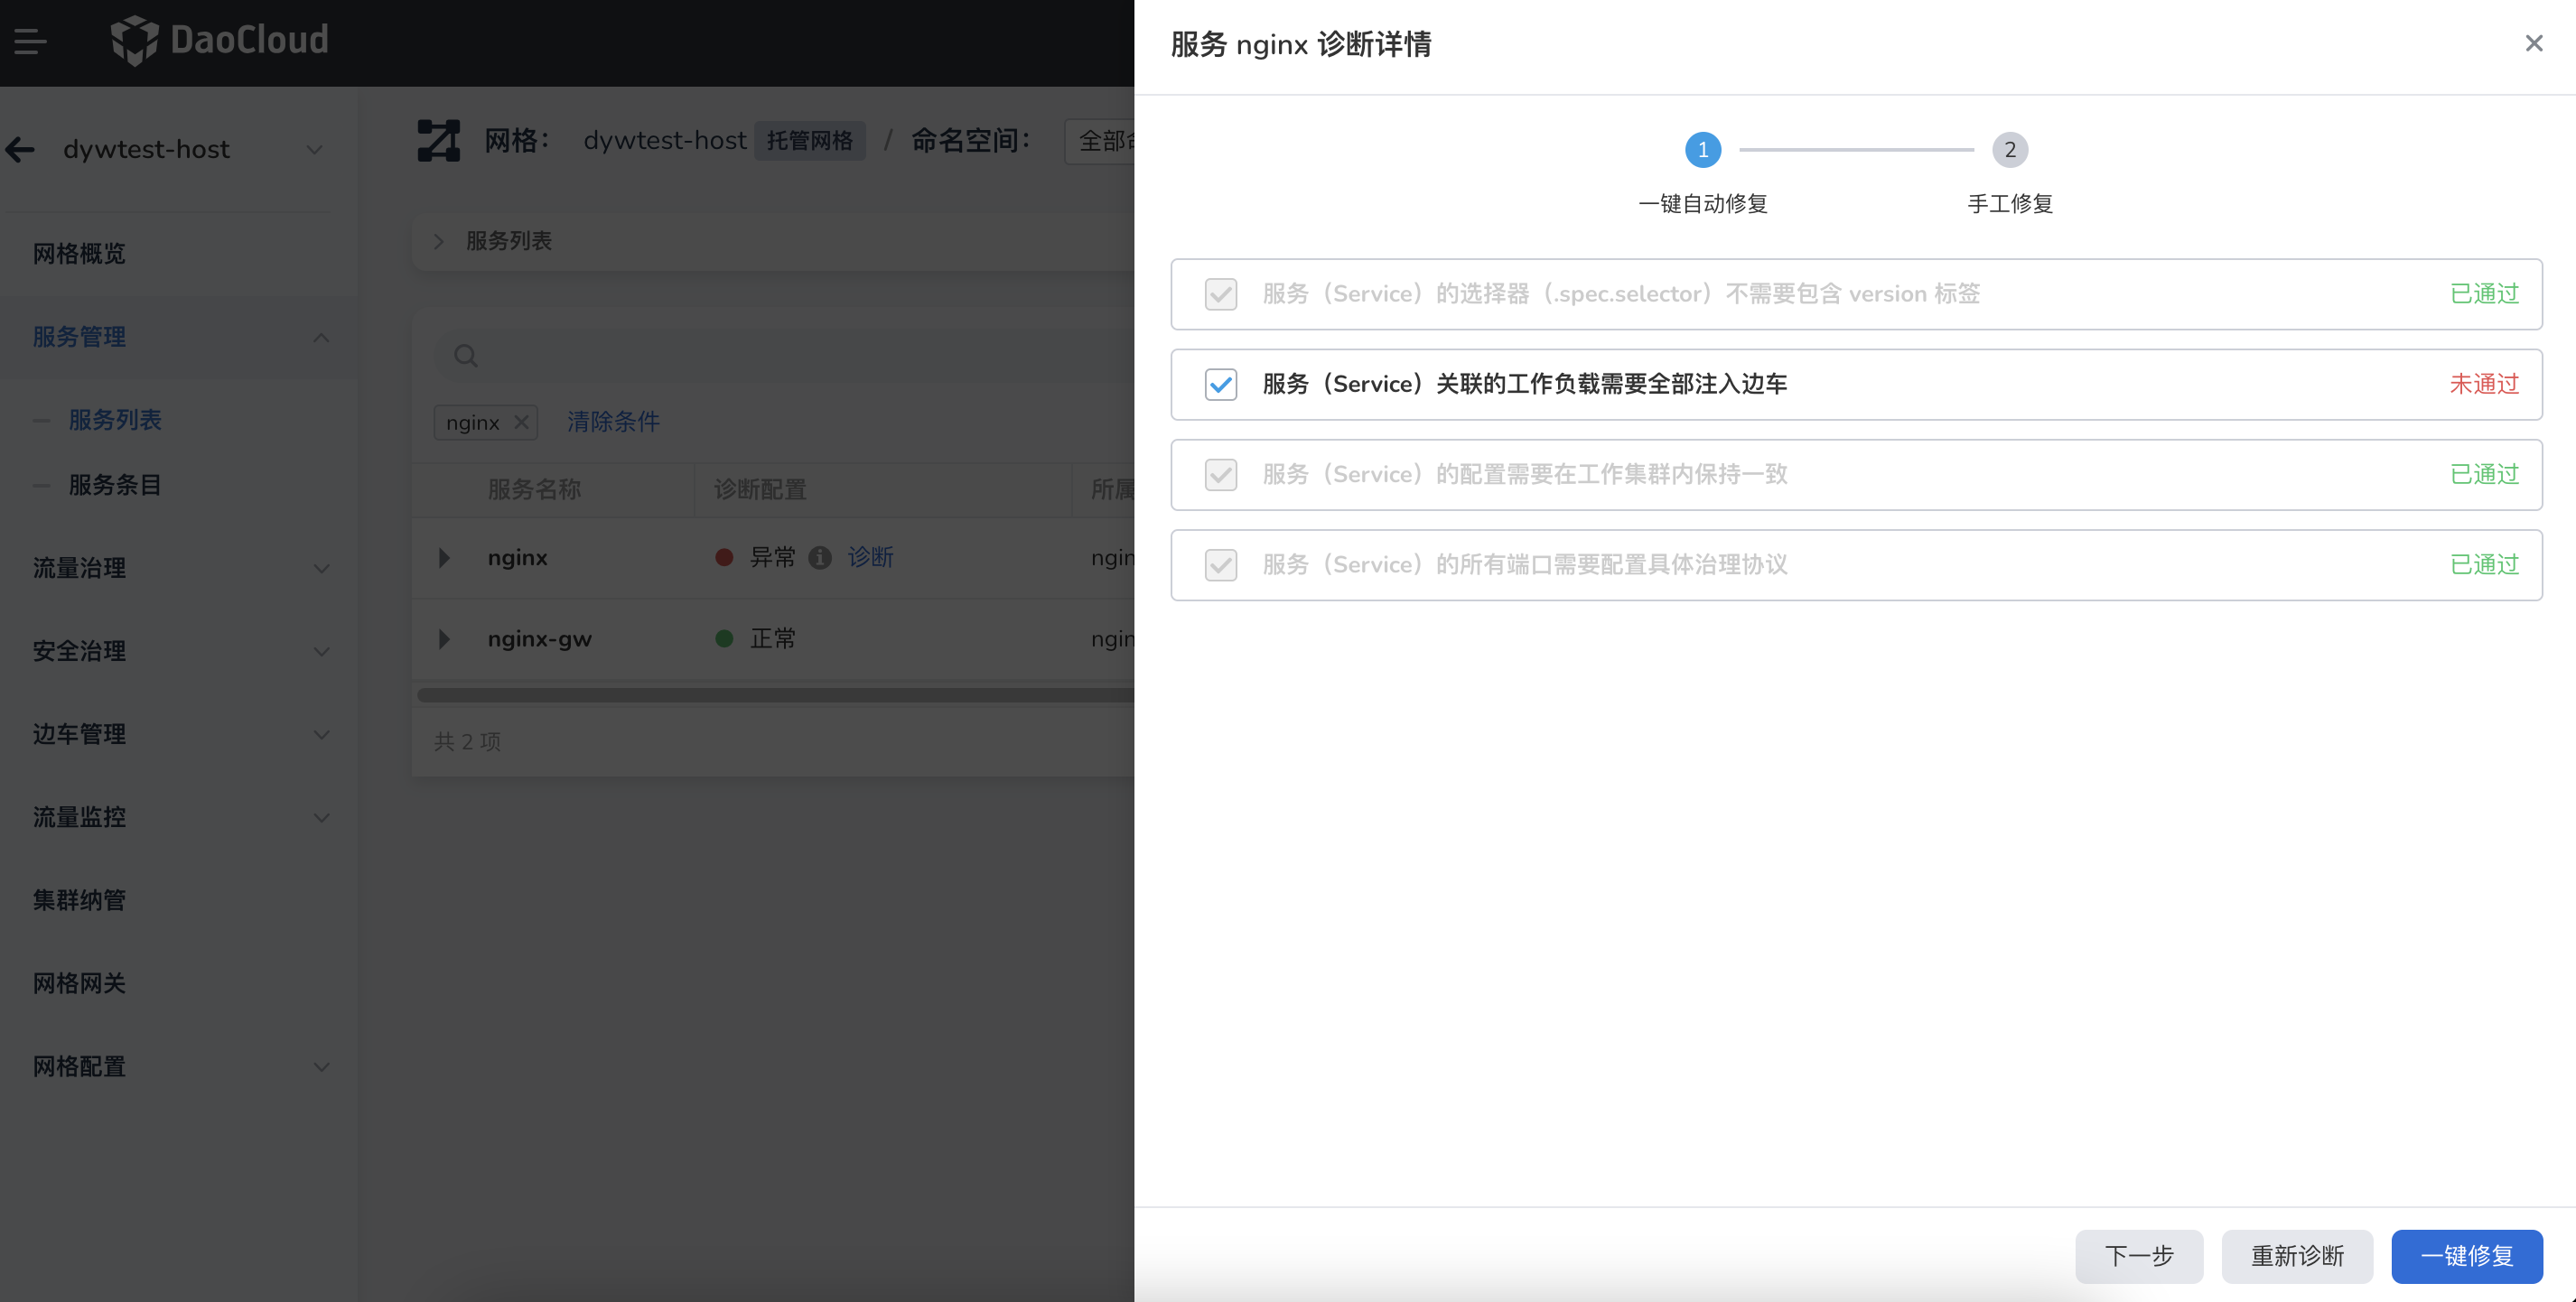 DaoCloud
dywtest-host
网格概览
服务管理
服务列表
服务条目
流量治理
安全治理
边车管理
流量监控
集群纳管
网格网关
网格配置
网格： dywtest-host 托管网格 / 命名空间： 全部
服务列表
nginx 清除条件
服务名称 诊断配置 所属
nginx 异常 诊断 ngin
nginx-gw 正常 ngin
共 2 项
服务 nginx 诊断详情
1 2
一键自动修复 手工修复
服务（Service）的选择器（.spec.selector）不需要包含 version 标签 已通过
服务（Service）关联的工作负载需要全部注入边车 未通过
服务（Service）的配置需要在工作集群内保持一致 已通过
服务（Service）的所有端口需要配置具体治理协议 已通过
下一步 重新诊断 一键修复